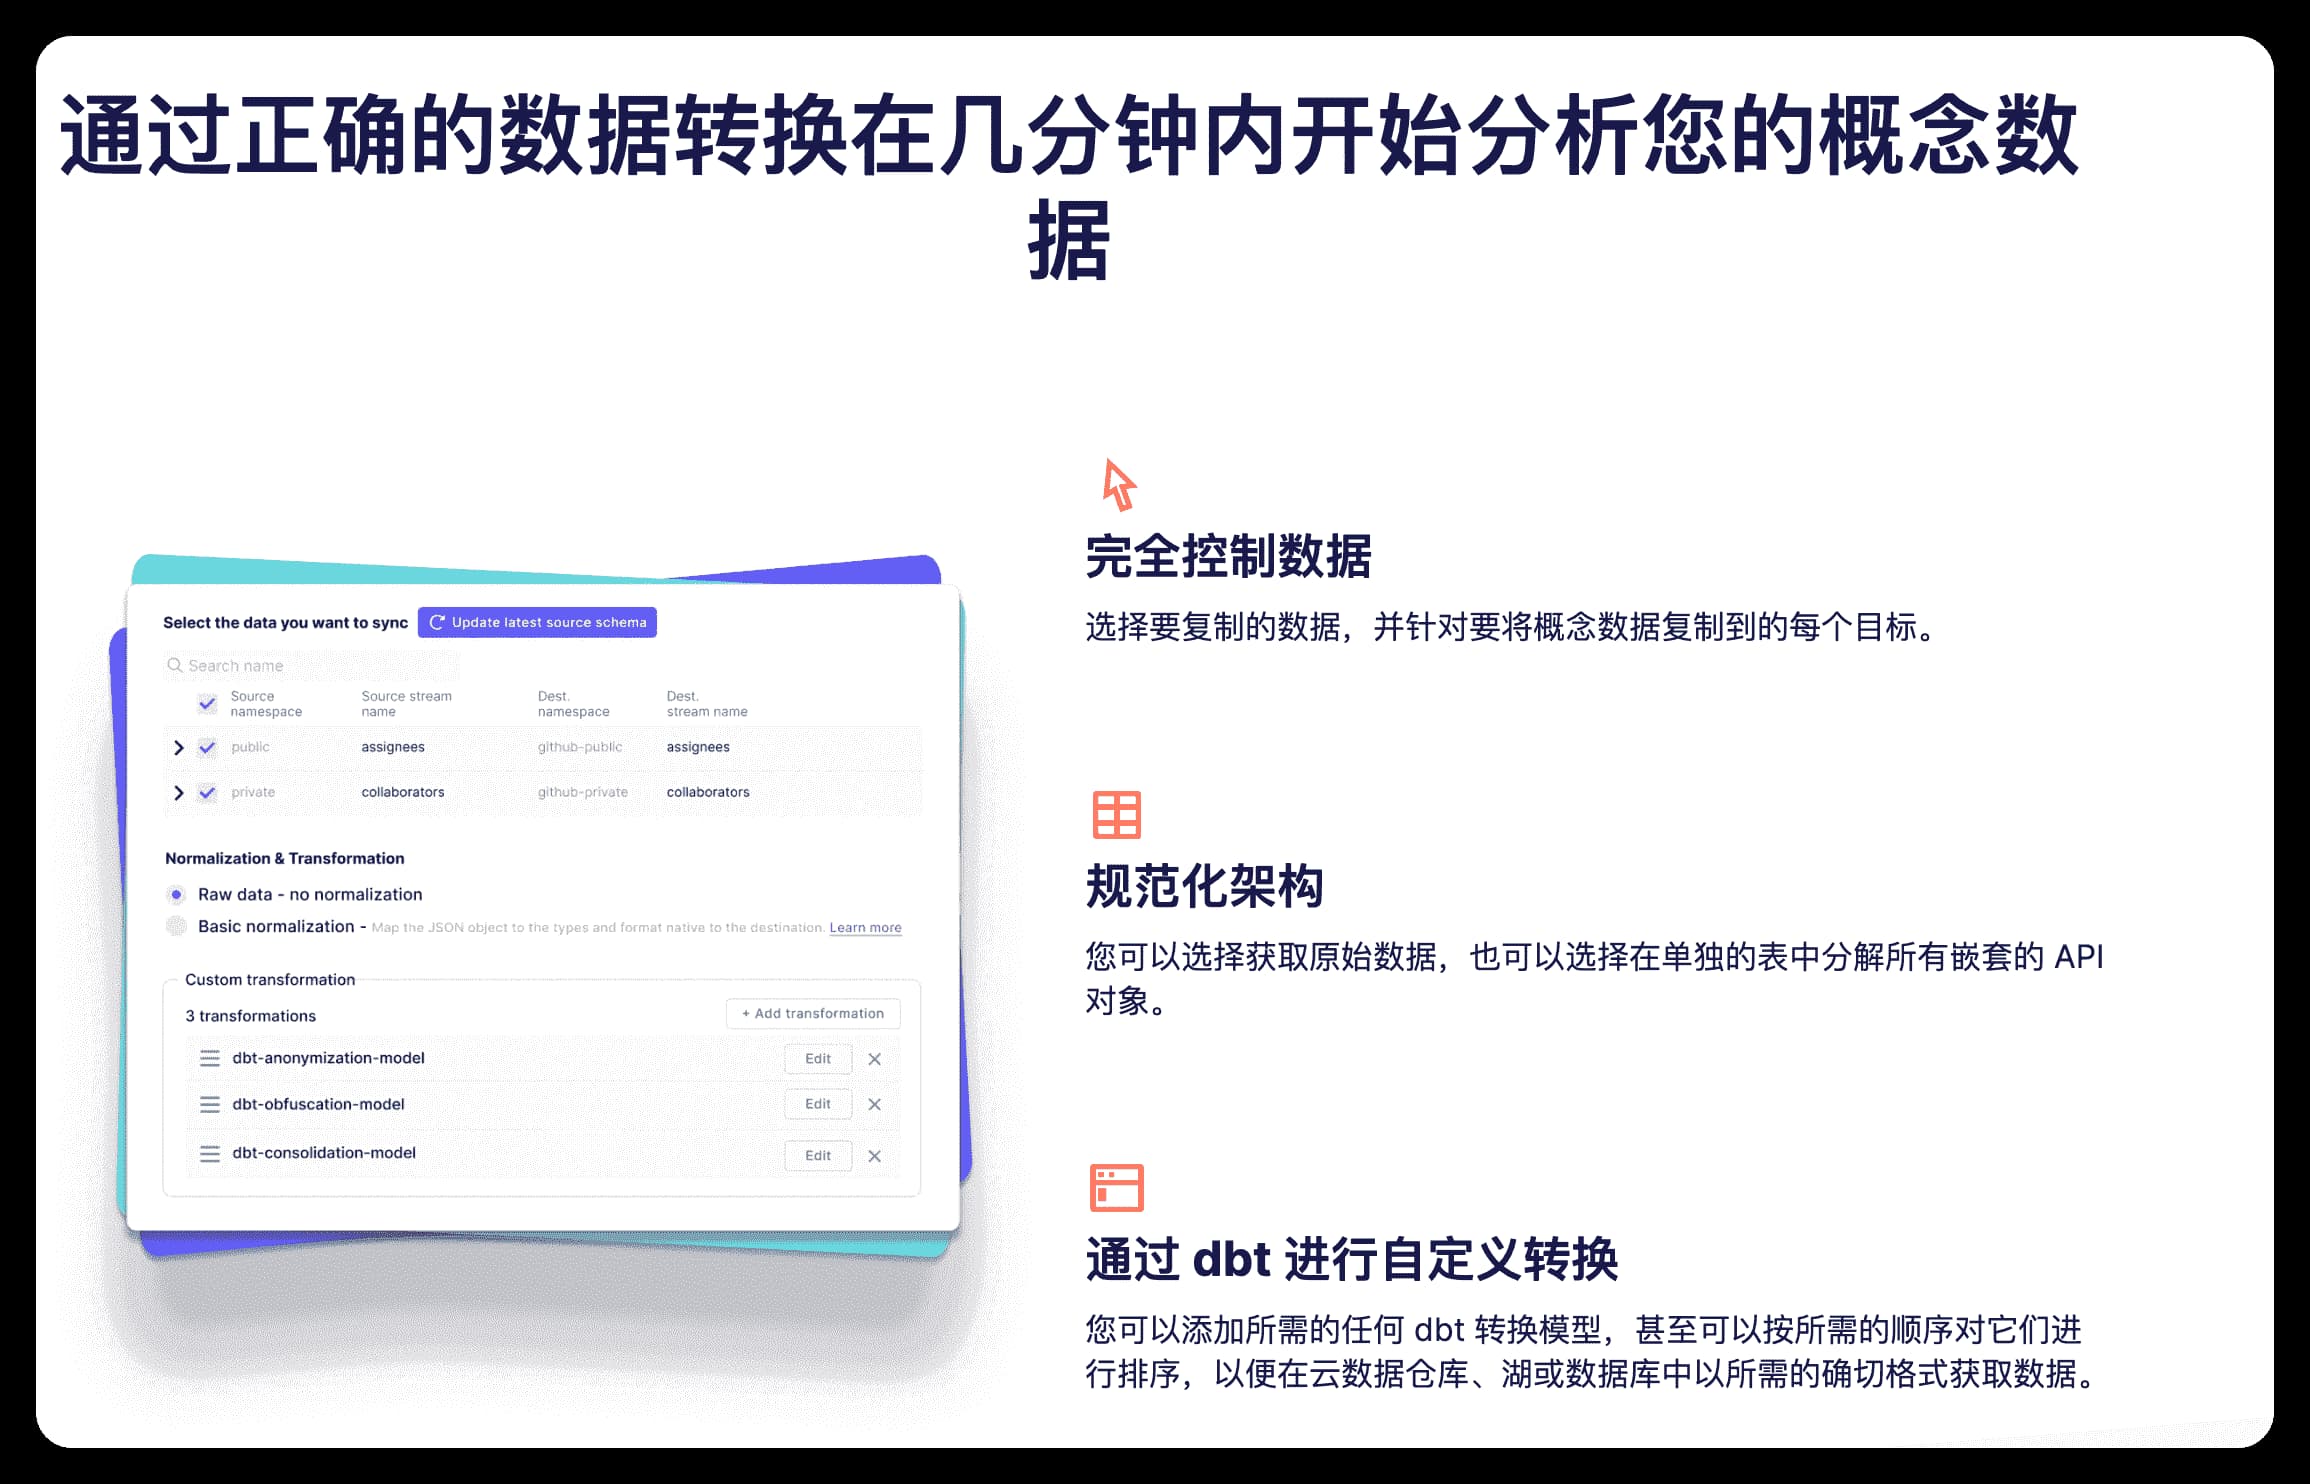 通过正确的数据转换在几分钟内开始分析您的概念数
据
Select the data you want to sync
Update latest source schema
Search name
Source namespace
Source stream name
Dest. namespace
Dest. stream name
public
assignees
github-public
assignees
private
collaborators
github-private
collaborators
Normalization & Transformation
Raw data - no normalization
Basic normalization - Map the JSON object to the types and format native to the destination. Learn more
Custom transformation
3 transformations
+ Add transformation
dbt-anonymization-model
Edit
dbt-obfuscation-model
Edit
dbt-consolidation-model
Edit
完全控制数据
选择要复制的数据，并针对要将概念数据复制到的每个目标。
规范化架构
您可以选择获取原始数据，也可以选择在单独的表中分解所有嵌套的 API
对象。
通过 dbt 进行自定义转换
您可以添加所需的任何 dbt 转换模型，甚至可以按所需的顺序对它们进
行排序，以便在云数据仓库、湖或数据库中以所需的确切格式获取数据。